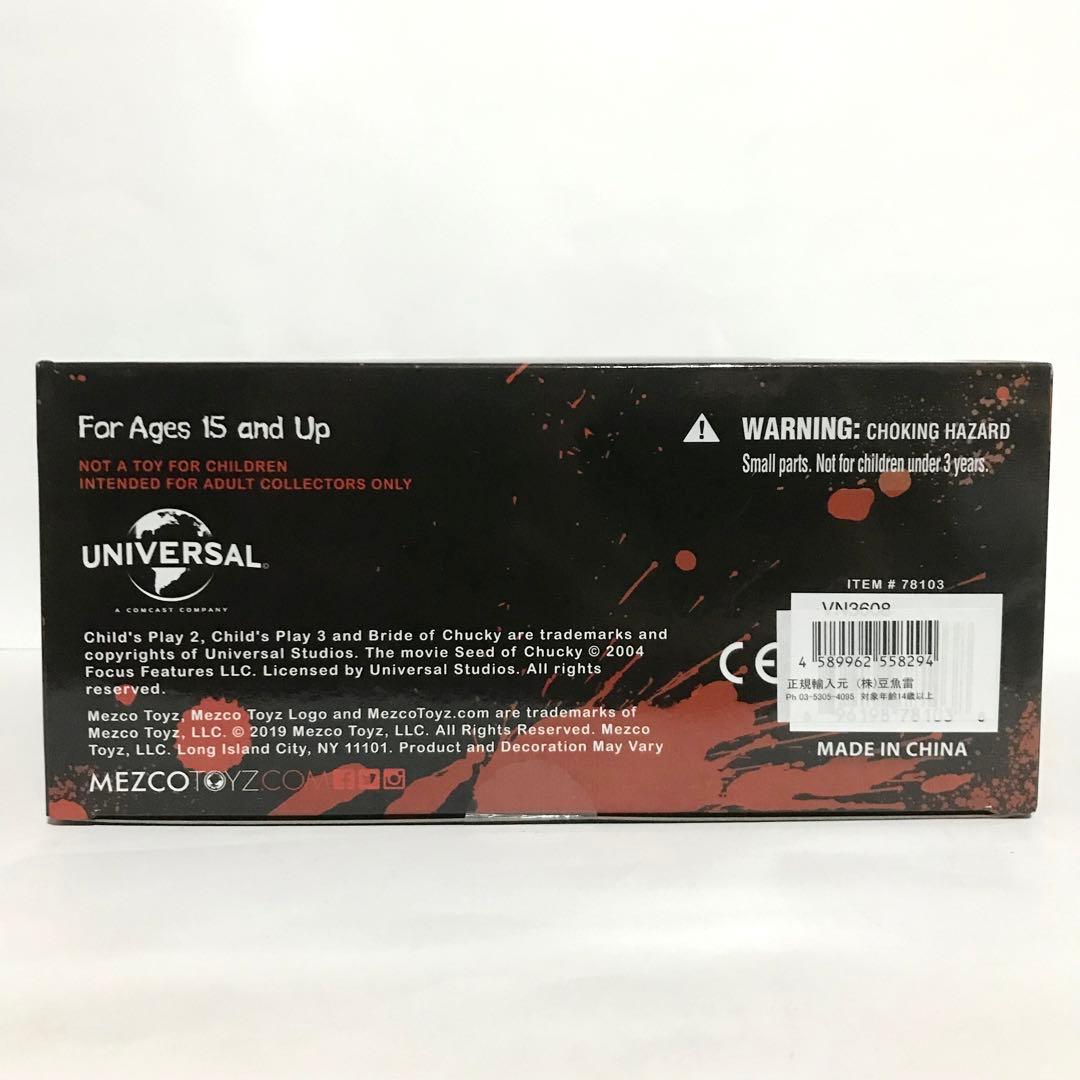 For Ages 15 and Up
NOT A TOY FOR CHILDREN
INTENDED FOR ADULT COLLECTORS ONLY
UNIVERSAL
A COMCAST COMPANY
Child's Play 2, Child's Play 3 and Bride of Chucky are trademarks and
copyrights of Universal Studios. The movie Seed of Chucky © 2004
Focus Features LLC. Licensed by Universal Studios. All rights
reserved.
Mezco Toyz, Mezco Toyz Logo and MezcoToyz.com are trademarks of
Mezco Toyz, LLC. © 2019 Mezco Toyz, LLC. All Rights Reserved. Mezco
Toyz, LLC. Long Island City, NY 11101. Product and Decoration May Vary
MEZCOTOYZ.COM
WARNING: CHOKING HAZARD
Small parts. Not for children under 3 years.
ITEM # 78103
VN3608
CE
4 589962 558294
正規輸入元 (株)豆魚雷
Ph 03-5305-4095 対象年齢14歳以上
6 96198 78103 8
MADE IN CHINA